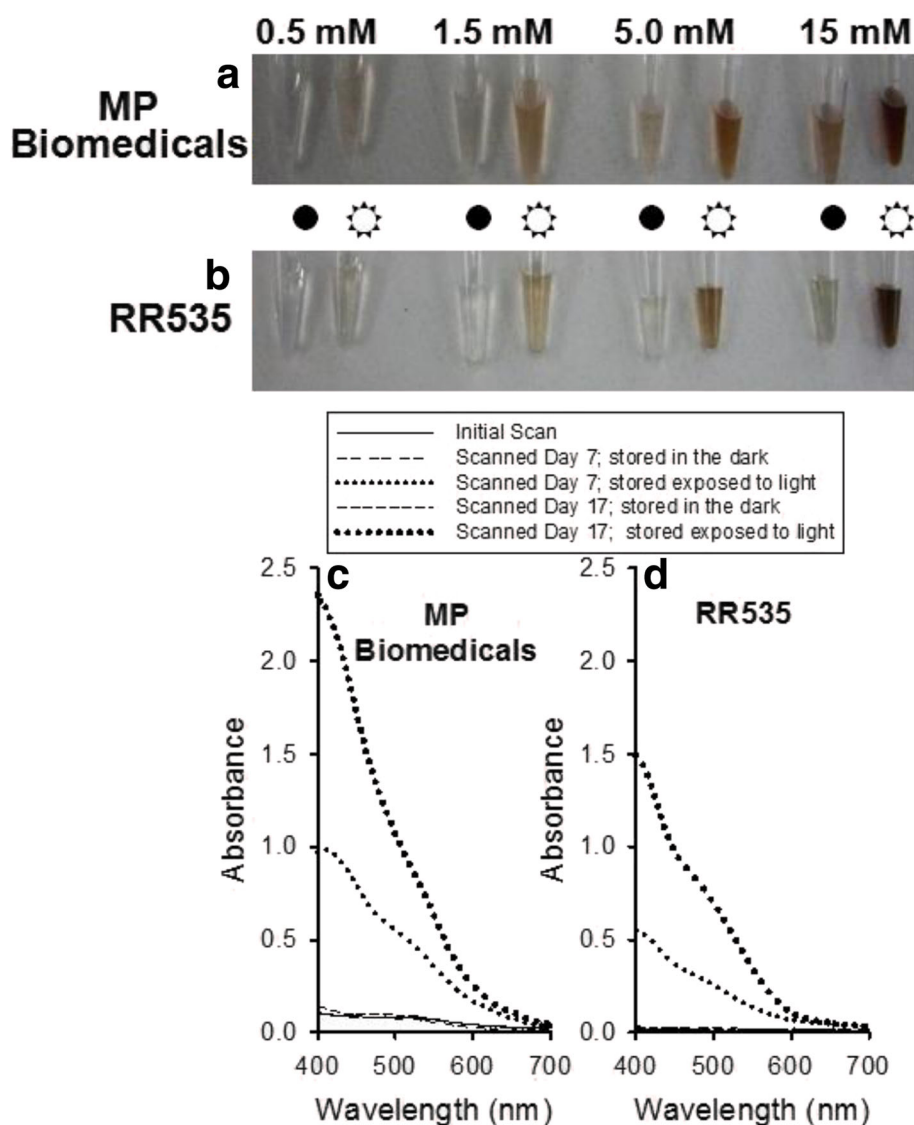 0.5 mM 1.5 mM 5.0 mM 15 mM
a
MP
Biomedicals
b
RR535
Initial Scan
Scanned Day 7; stored in the dark
Scanned Day 7; stored exposed to light
Scanned Day 17; stored in the dark
Scanned Day 17; stored exposed to light
c
MP
Biomedicals
2.5
2.0
1.5
1.0
0.5
0.0
Absorbance
400 500 600 700
Wavelength (nm)
d
RR535
2.5
2.0
1.5
1.0
0.5
0.0
Absorbance
400 500 600 700
Wavelength (nm)